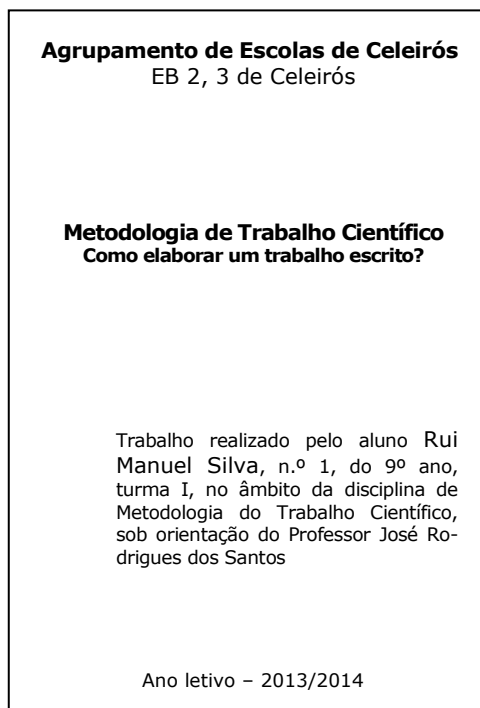 Agrupamento de Escolas de Celeirós
EB 2, 3 de Celeirós
Metodologia de Trabalho Científico
Como elaborar um trabalho escrito?
Trabalho realizado pelo aluno Rui
Manuel Silva, n.º 1, do 9º ano,
turma I, no âmbito da disciplina de
Metodologia do Trabalho Científico,
sob orientação do Professor José Ro-
drigues dos Santos
Ano letivo – 2013/2014